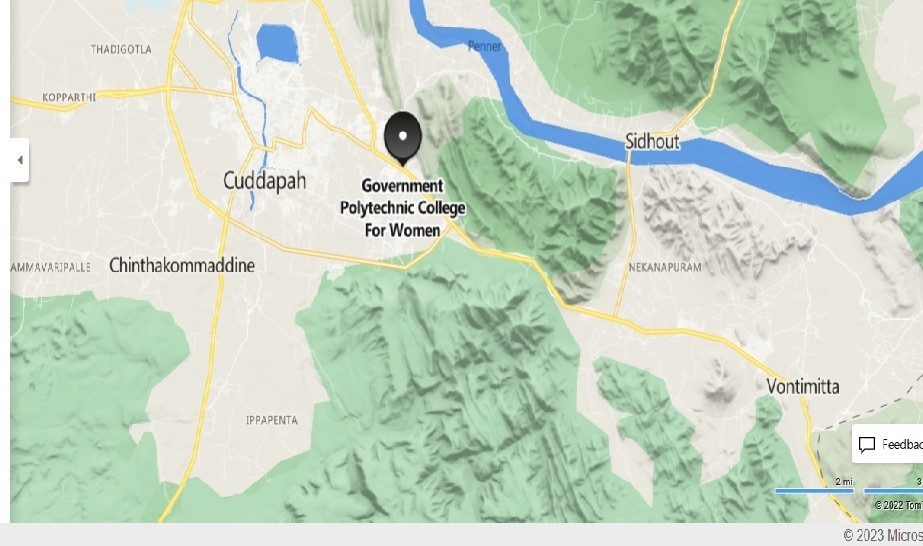 Penner
THADIGOTLA
KOPPARTHI
Sidhout
Cuddapah
Government
Polytechnic College
For Women
AMMAVARIPALLE
Chinthakommaddine
NEKANAPURAM
Vontimitta
IPPAPENTA
Feedbac
2 mi
3
© 2022 Tom
© 2023 Micros